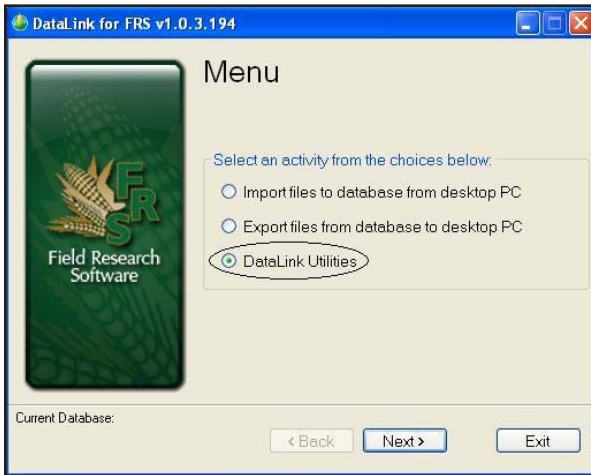 DataLink for FRS v1.0.3.194
Menu
FRS
Field Research
Software
Select an activity from the choices below:
Import files to database from desktop PC
Export files from database to desktop PC
DataLink Utilities
Current Database:
< Back
Next >
Exit